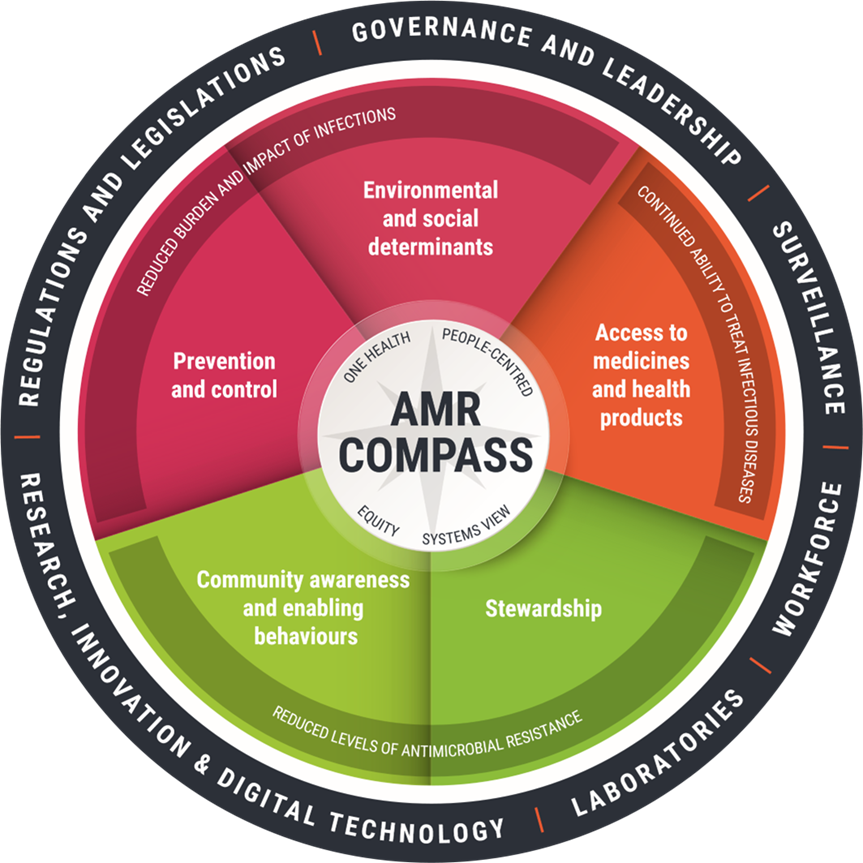 GOVERNANCE AND LEADERSHIP
SURVEILLANCE
WORKFORCE
LABORATORIES
RESEARCH, INNOVATION & DIGITAL TECHNOLOGY
REGULATIONS AND LEGISLATIONS
REDUCED BURDEN AND IMPACT OF INFECTIONS
Environmental
and social
determinants
CONTINUED ABILITY TO TREAT INFECTIOUS DISEASES
Access to
medicines
and health
products
Prevention
and control
ONE HEALTH
PEOPLE-CENTRED
AMR
COMPASS
EQUITY
SYSTEMS VIEW
Community awareness
and enabling
behaviours
Stewardship
REDUCED LEVELS OF ANTIMICROBIAL RESISTANCE